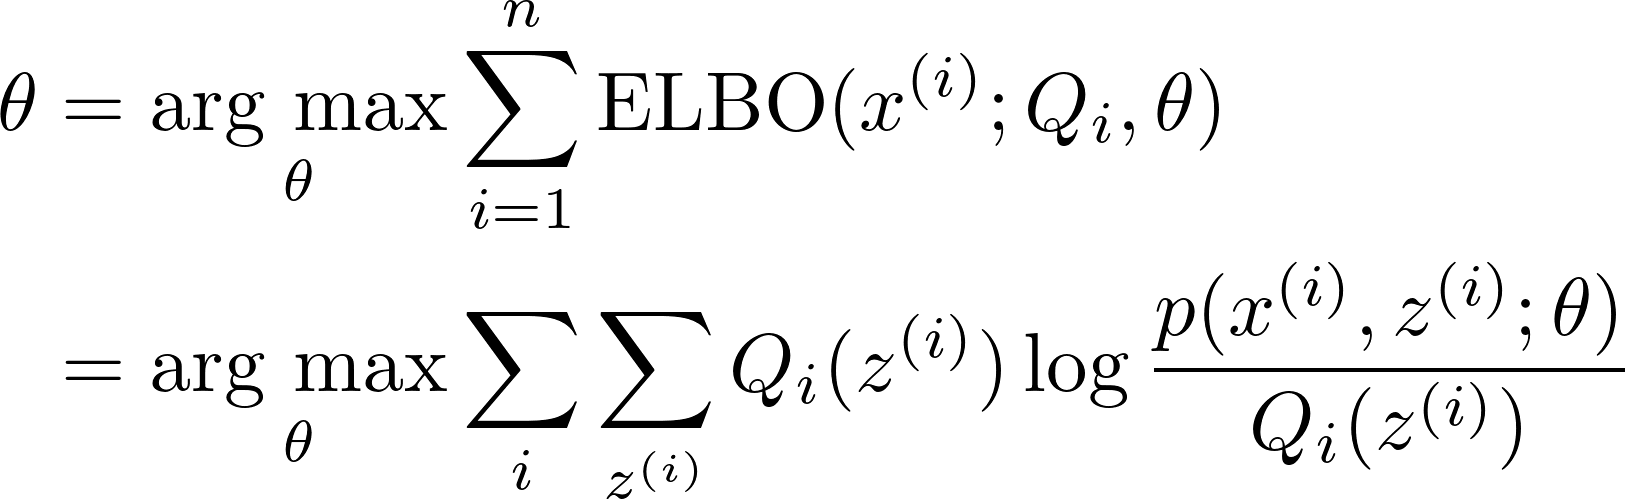 θ = arg max_θ ∑_{i=1}^{n} ELBO(x^{(i)}; Q_i, θ)
= arg max_θ ∑_i ∑_{z^{(i)}} Q_i(z^{(i)}) log \frac{p(x^{(i)}, z^{(i)}; θ)}{Q_i(z^{(i)})}